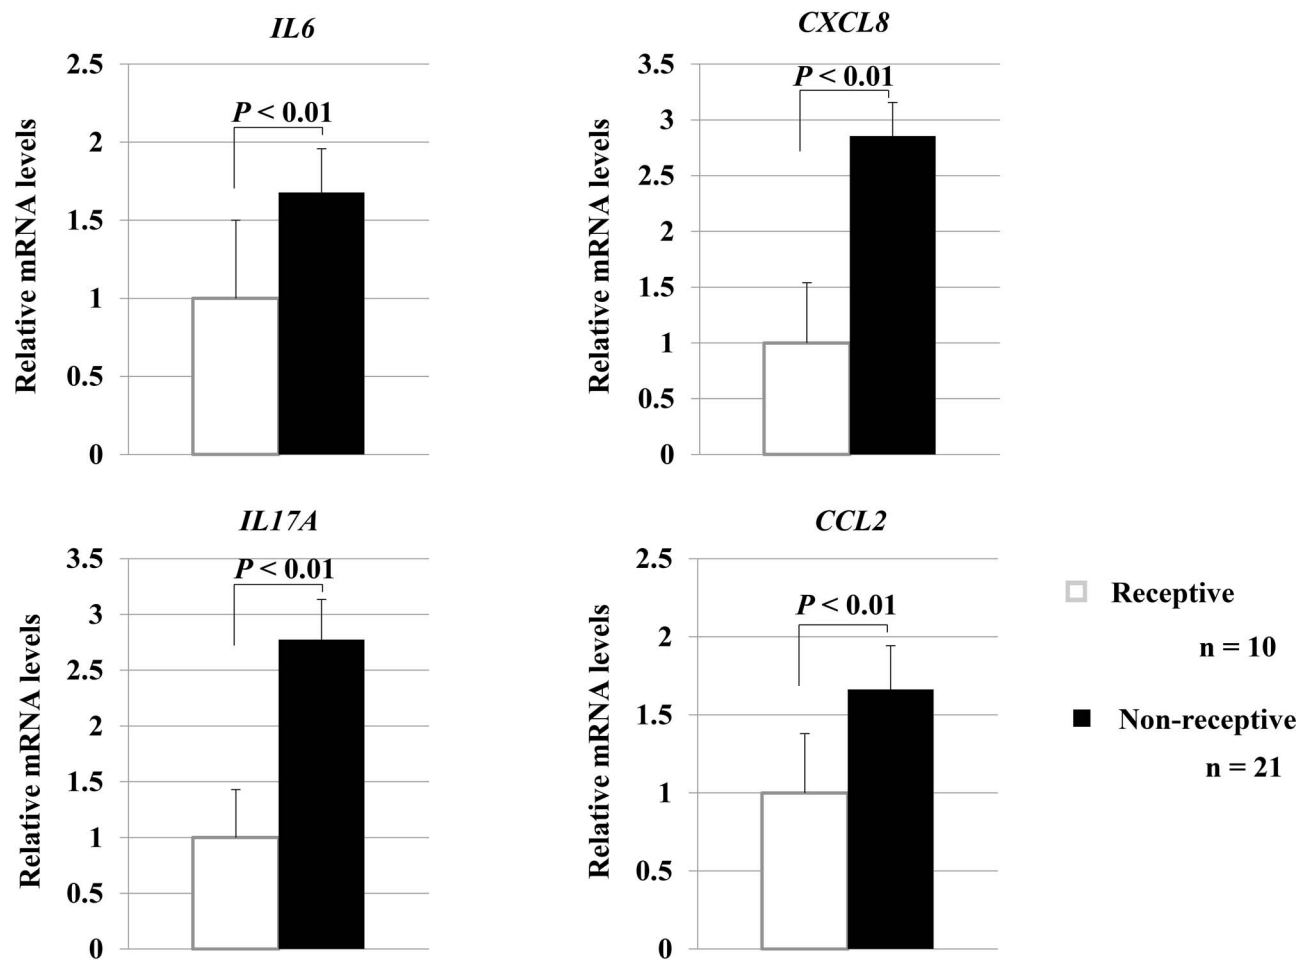 IL6
2.5
2
1.5
1
0.5
0
Relative mRNA levels
P < 0.01
CXCL8
3.5
3
2.5
2
1.5
1
0.5
0
Relative mRNA levels
P < 0.01
IL17A
3.5
3
2.5
2
1.5
1
0.5
0
Relative mRNA levels
P < 0.01
CCL2
2.5
2
1.5
1
0.5
0
Relative mRNA levels
P < 0.01
Receptive
n = 10
Non-receptive
n = 21